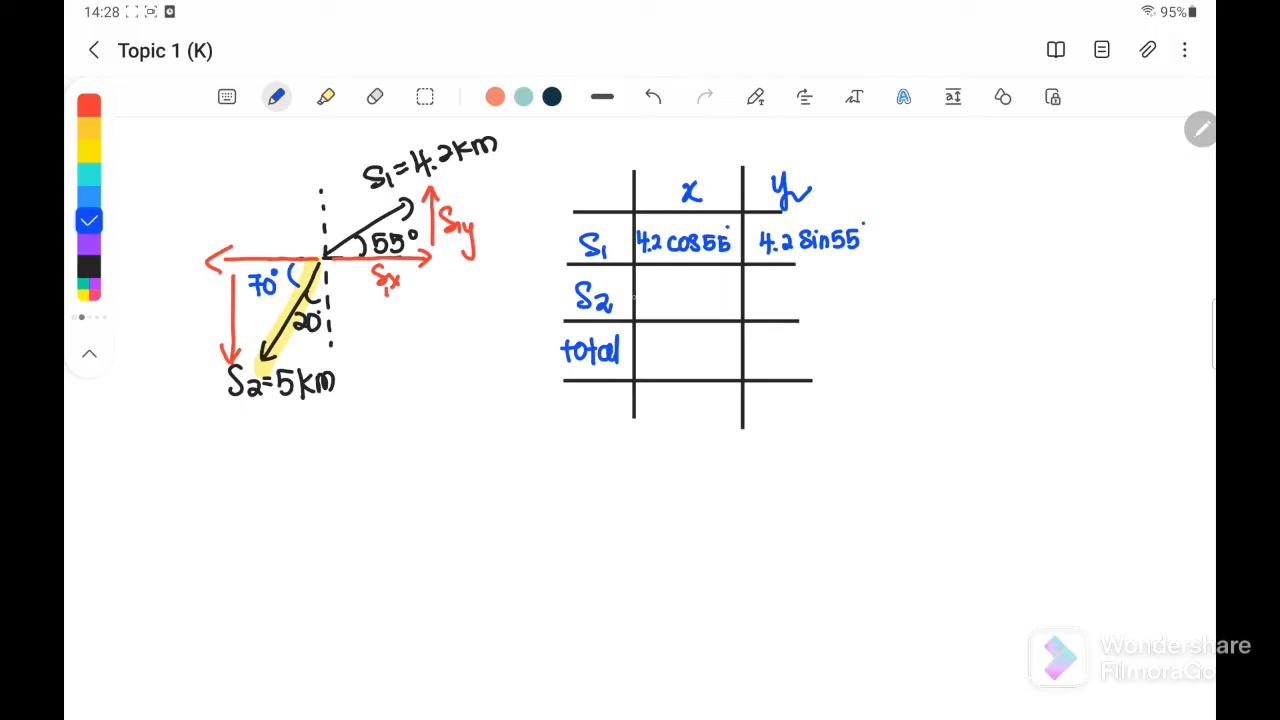 14:28
95%
Topic 1 (K)
S1=4.2km
55°
S1y
S1x
70°
20°
S2=5km
x y
S1 4.2 cos55° 4.2 sin55°
S2
total
Wondershare
FilmoraGo